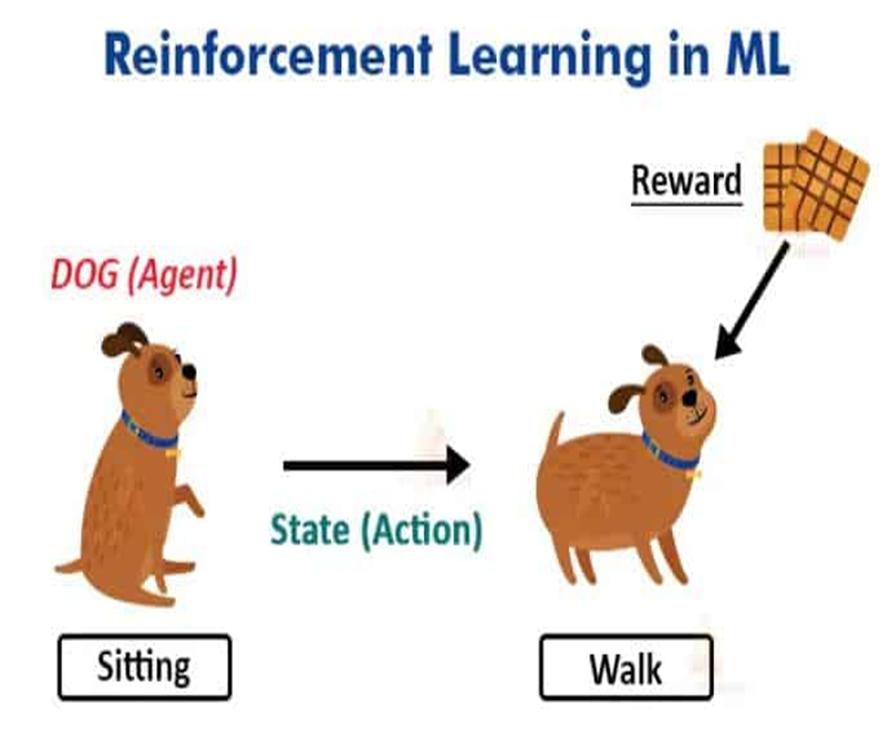 Reinforcement Learning in ML
Reward
DOG (Agent)
State (Action)
Sitting
Walk